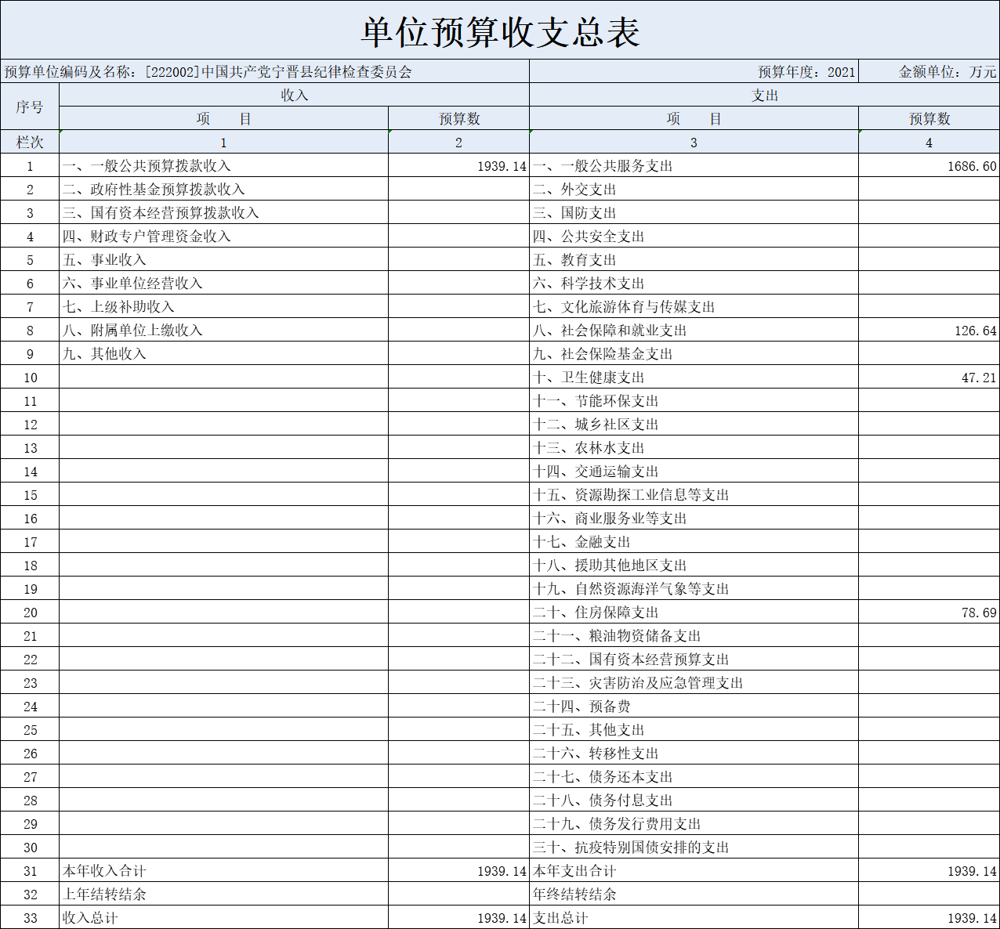 单位预算收支总表
预算单位编码及名称：[222002]中国共产党宁晋县纪律检查委员会 预算年度：2021 金额单位：万元
序号 收入 支出
项 目 预算数 项 目 预算数
栏次 1 2 3 4
1 一、一般公共预算拨款收入 1939.14 一、一般公共服务支出 1686.60
2 二、政府性基金预算拨款收入 二、外交支出
3 三、国有资本经营预算拨款收入 三、国防支出
4 四、财政专户管理资金收入 四、公共安全支出
5 五、事业收入 五、教育支出
6 六、事业单位经营收入 六、科学技术支出
7 七、上级补助收入 七、文化旅游体育与传媒支出
8 八、附属单位上缴收入 八、社会保障和就业支出 126.64
9 九、其他收入 九、社会保险基金支出
10 十、卫生健康支出 47.21
11 十一、节能环保支出
12 十二、城乡社区支出
13 十三、农林水支出
14 十四、交通运输支出
15 十五、资源勘探工业信息等支出
16 十六、商业服务业等支出
17 十七、金融支出
18 十八、援助其他地区支出
19 十九、自然资源海洋气象等支出
20 二十、住房保障支出 78.69
21 二十一、粮油物资储备支出
22 二十二、国有资本经营预算支出
23 二十三、灾害防治及应急管理支出
24 二十四、预备费
25 二十五、其他支出
26 二十六、转移性支出
27 二十七、债务还本支出
28 二十八、债务付息支出
29 二十九、债务发行费用支出
30 三十、抗疫特别国债安排的支出
31 本年收入合计 1939.14 本年支出合计 1939.14
32 上年结转结余 年终结转结余
33 收入总计 1939.14 支出总计 1939.14